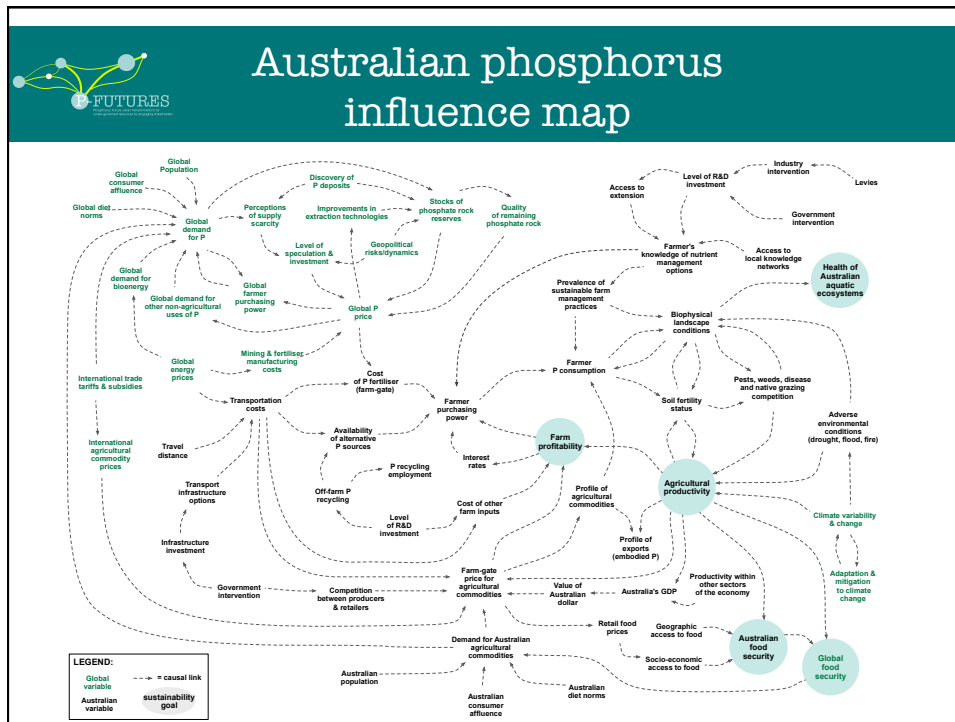 Australian phosphorus
influence map
P-FUTURES
Global
Population
Global
consumer
affluence
Global diet
norms
Global
demand
for P
Discovery of
P deposits
Perceptions
of supply
scarcity
Improvements in
extraction technologies
Stocks of
phosphate rock
reserves
Quality
of remaining
phosphate rock
Level of
speculation &
investment
Geopolitical
risks/dynamics
Global
demand for
bioenergy
Global demand for
other non-agricultural
uses of P
Global
farmer
purchasing
power
Global P
price
Global
energy
prices
Mining & fertiliser
manufacturing
costs
International trade
tariffs & subsidies
International
agricultural
commodity
prices
Industry
intervention
Levies
Level of R&D
investment
Access to
extension
Government
intervention
Farmer's
knowledge of nutrient
management
options
Access to
local knowledge
networks
Health of
Australian
aquatic
ecosystems
Prevalence of
sustainable farm
management
practices
Biophysical
landscape
conditions
Farmer
P consumption
Pests, weeds, disease
and native grazing
competition
Soil fertility
status
Adverse
environmental
conditions
(drought, flood, fire)
Cost
of P fertiliser
(farm-gate)
Transportation
costs
Farmer
purchasing
power
Availability
of alternative
P sources
Travel
distance
Farm
profitability
Interest
rates
P recycling
employment
Transport
infrastructure
options
Off-farm P
recycling
Cost of other
farm inputs
Profile of
agricultural
commodities
Agricultural
productivity
Level
of R&D
investment
Climate variability
& change
Infrastructure
investment
Profile of
exports
(embodied P)
Adaptation &
mitigation
to climate
change
Farm-gate
price for
agricultural
commodities
Government
intervention
Competition
between producers
& retailers
Value of
Australian
dollar
Australia's GDP
Productivity within
other sectors
of the economy
Retail food
prices
Geographic
access to food
Socio-economic
access to food
Australian
food
security
Global
food
security
Demand for Australian
agricultural
commodities
Australian
population
Australian
consumer
affluence
Australian
diet norms
LEGEND:
Global
variable
= causal link
Australian
variable
sustainability
goal